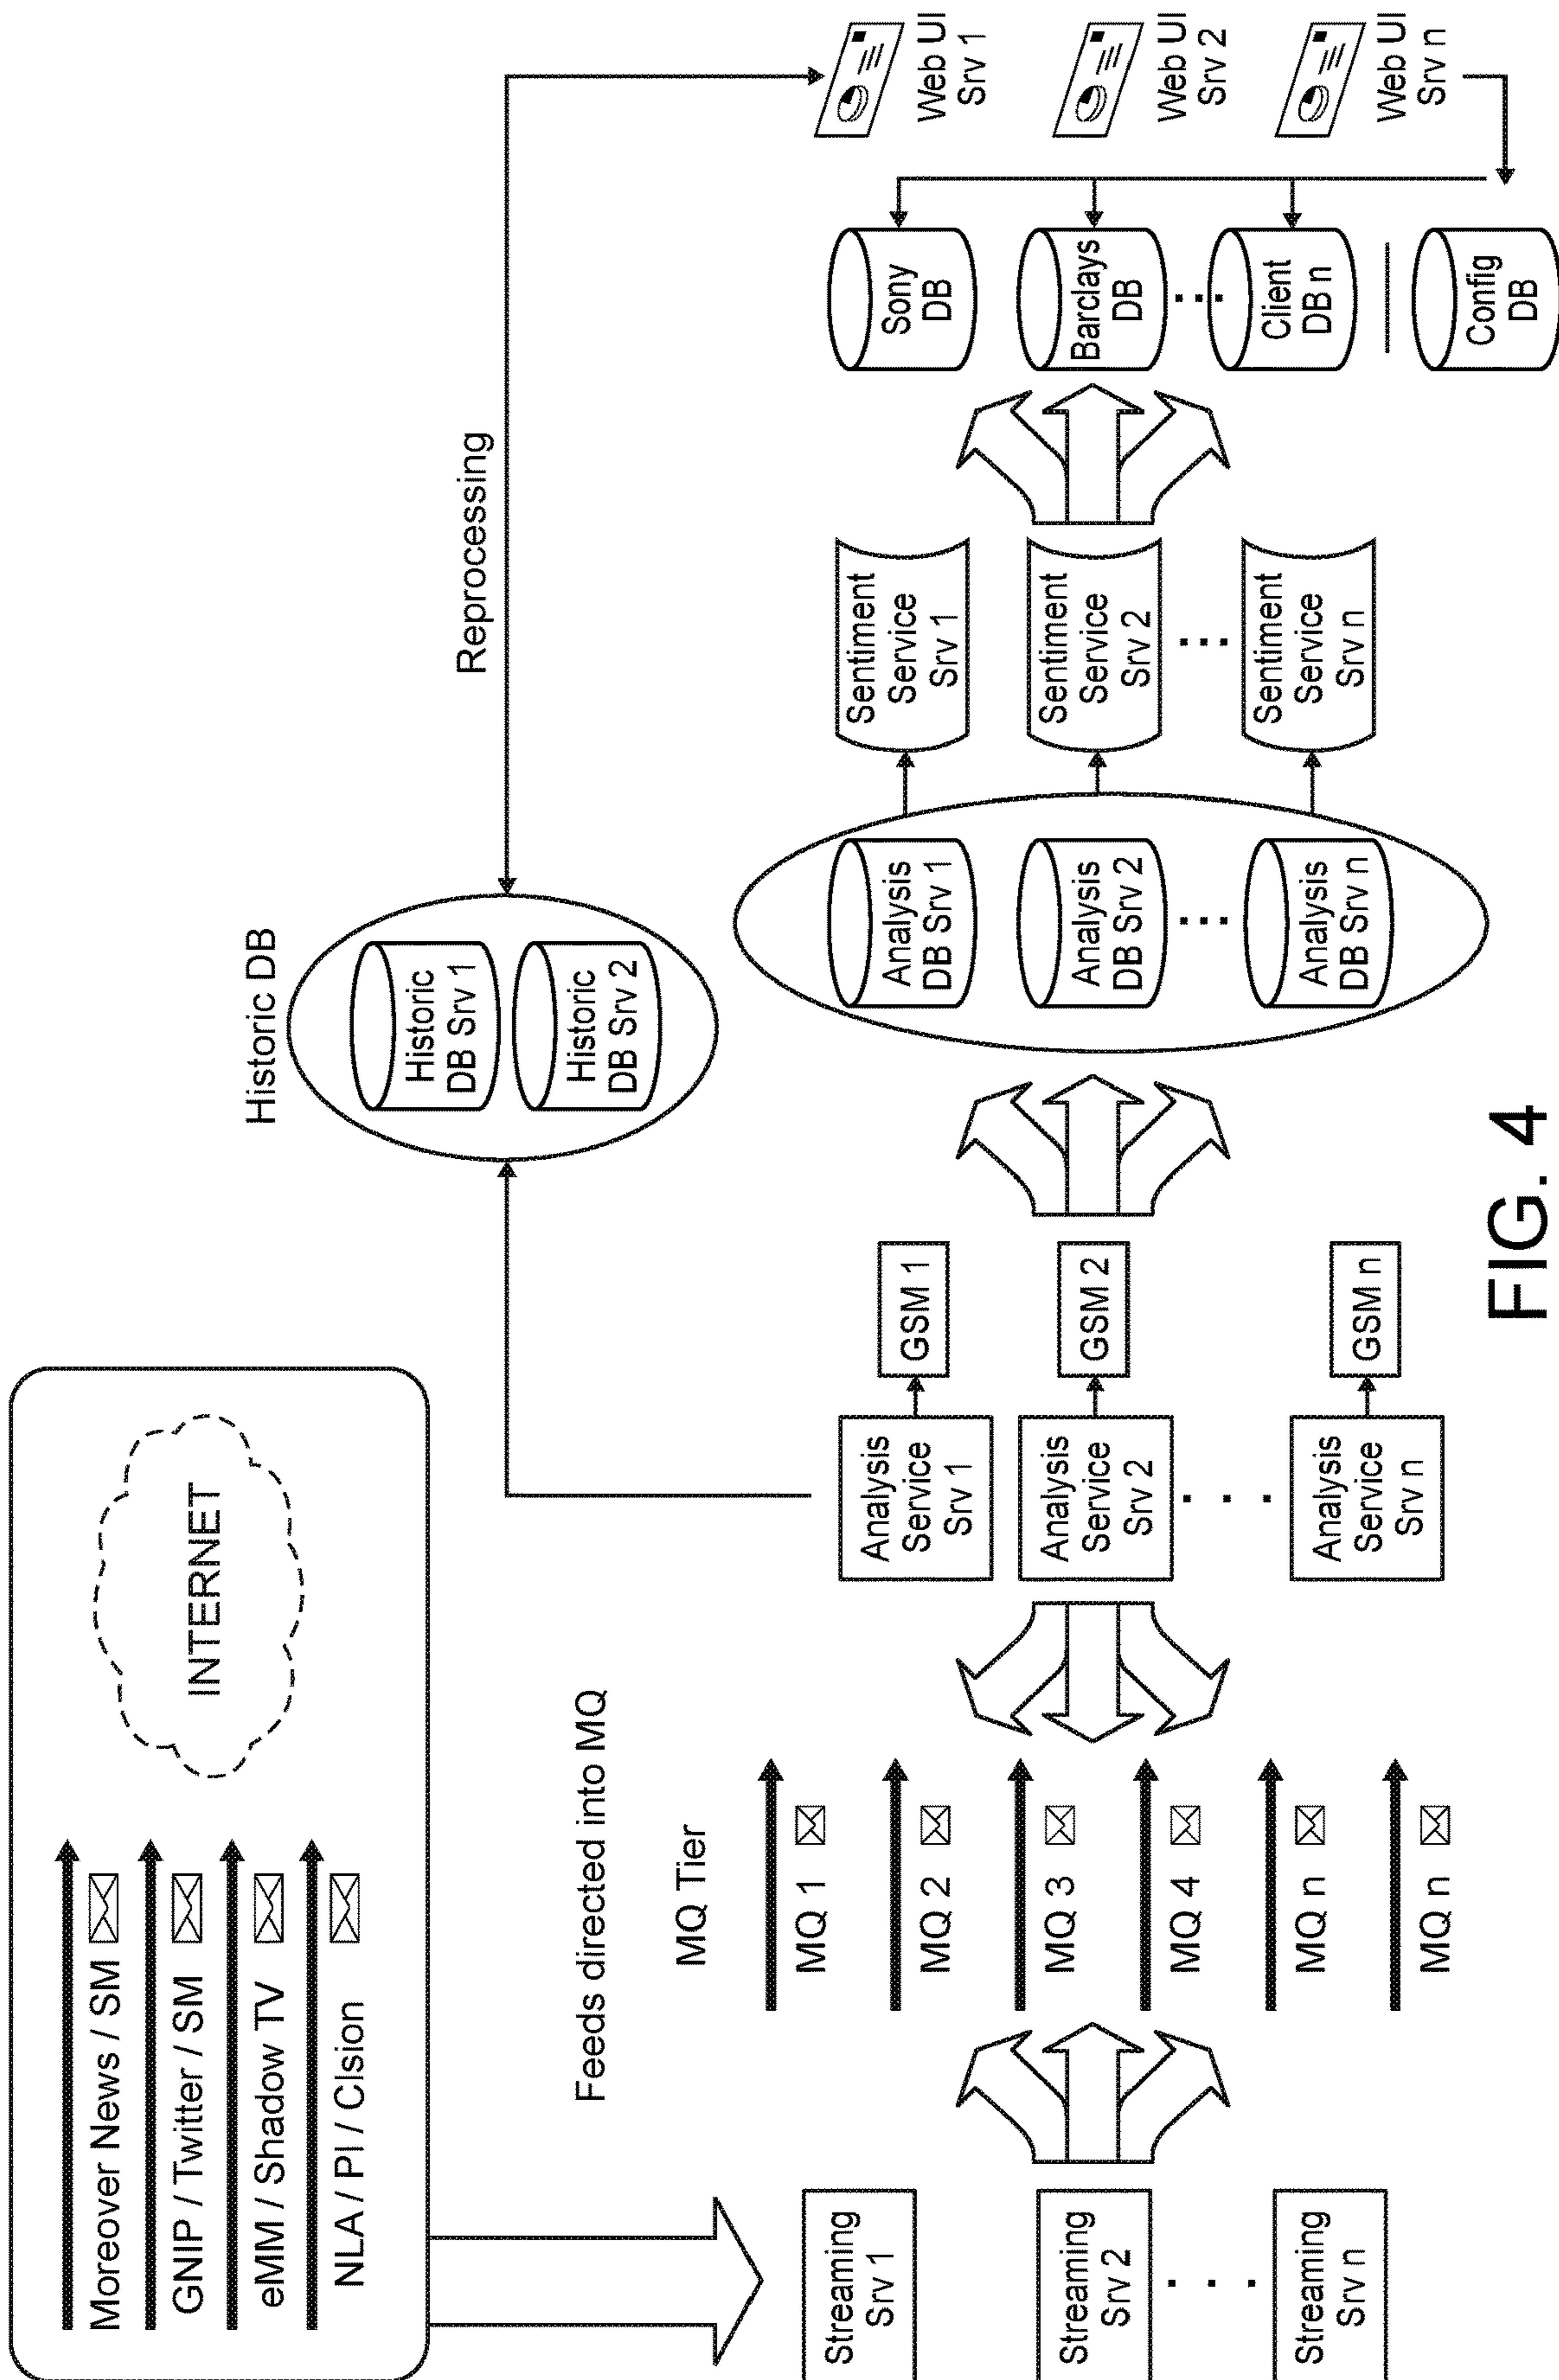 INTERNET
Moreover News / SM
GNIP / Twitter / SM
eMM / Shadow TV
NLA / PI / CIsion
Historic DB
Historic
DB Srv 1
Historic
DB Srv 2
Reprocessing
Feeds directed into MQ
MQ Tier
Streaming
Srv 1
Streaming
Srv 2
. . .
Streaming
Srv n
MQ 1
MQ 2
MQ 3
MQ 4
MQ n
MQ n
Analysis
Service
Srv 1
Analysis
Service
Srv 2
. . .
Analysis
Service
Srv n
GSM 1
GSM 2
GSM n
Analysis
DB Srv 1
Analysis
DB Srv 2
...
Analysis
DB Srv n
Sentiment
Service
Srv 1
Sentiment
Service
Srv 2
...
Sentiment
Service
Srv n
Sony
DB
Barclays
DB
...
Client
DB n
Config
DB
Web UI
Srv 1
Web UI
Srv 2
Web UI
Srv n
FIG. 4